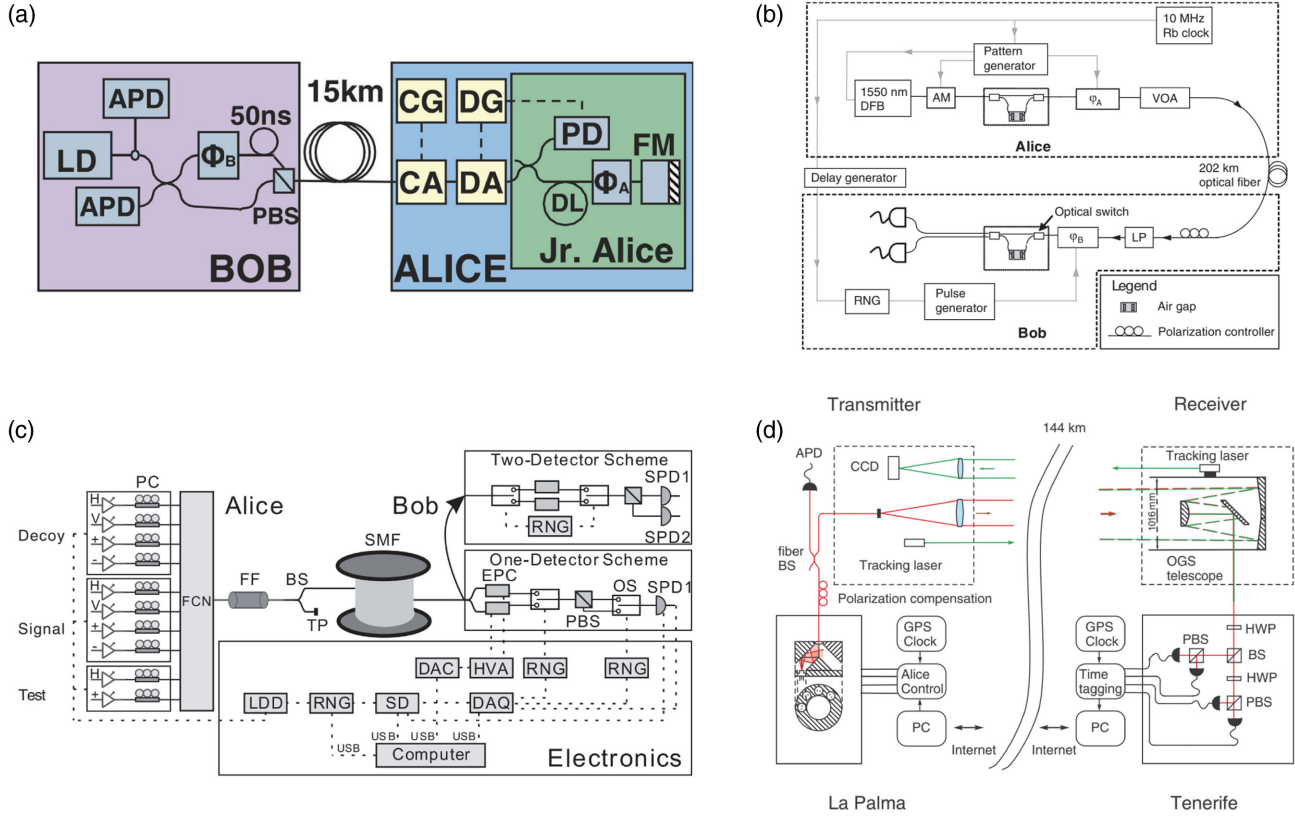 (a)
APD
50ns
LD
Φ_B
APD
PBS
BOB
15km
CG
DG
PD
FM
CA
DA
DL
Φ_A
Jr. Alice
ALICE
(b)
10 MHz
Rb clock
Pattern
generator
1550 nm
DFB
AM
φ_A
VOA
Alice
202 km
optical fiber
Delay generator
Optical switch
φ_B
LP
RNG
Pulse
generator
Bob
Legend
Air gap
Polarization controller
(c)
PC
Alice
Decoy
H
V
+
-
Signal
H
V
+
-
Test
H
+
FCN
FF
BS
TP
SMF
Bob
Two-Detector Scheme
SPD1
RNG
SPD2
One-Detector Scheme
EPC
OS
SPD1
PBS
DAC
HVA
RNG
RNG
LDD
RNG
SD
DAQ
USB
USB
USB
USB
Computer
Electronics
(d)
Transmitter
Receiver
144 km
APD
CCD
Tracking laser
fiber
BS
Tracking laser
Polarization compensation
1016mm
OGS
telescope
GPS
Clock
Alice
Control
PC
Internet
GPS
Clock
Time
tagging
PC
Internet
PBS
HWP
BS
HWP
PBS
La Palma
Tenerife